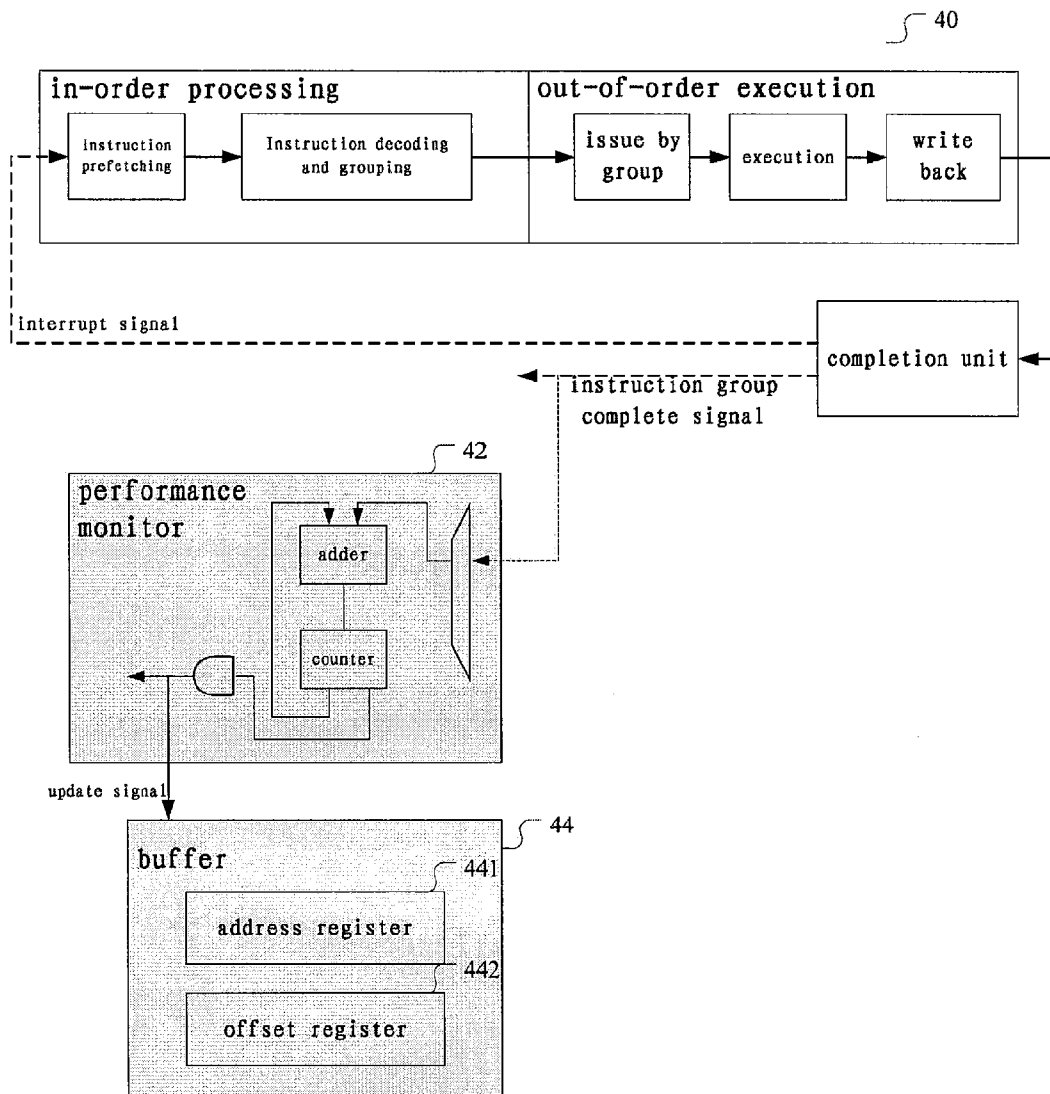 40
in-order processing
out-of-order execution
Instruction
prefetching
Instruction decoding
and grouping
issue by
group
execution
write
back
interrupt signal
completion unit
instruction group
complete signal
42
performance
monitor
adder
counter
update signal
44
buffer
441
address register
442
offset register